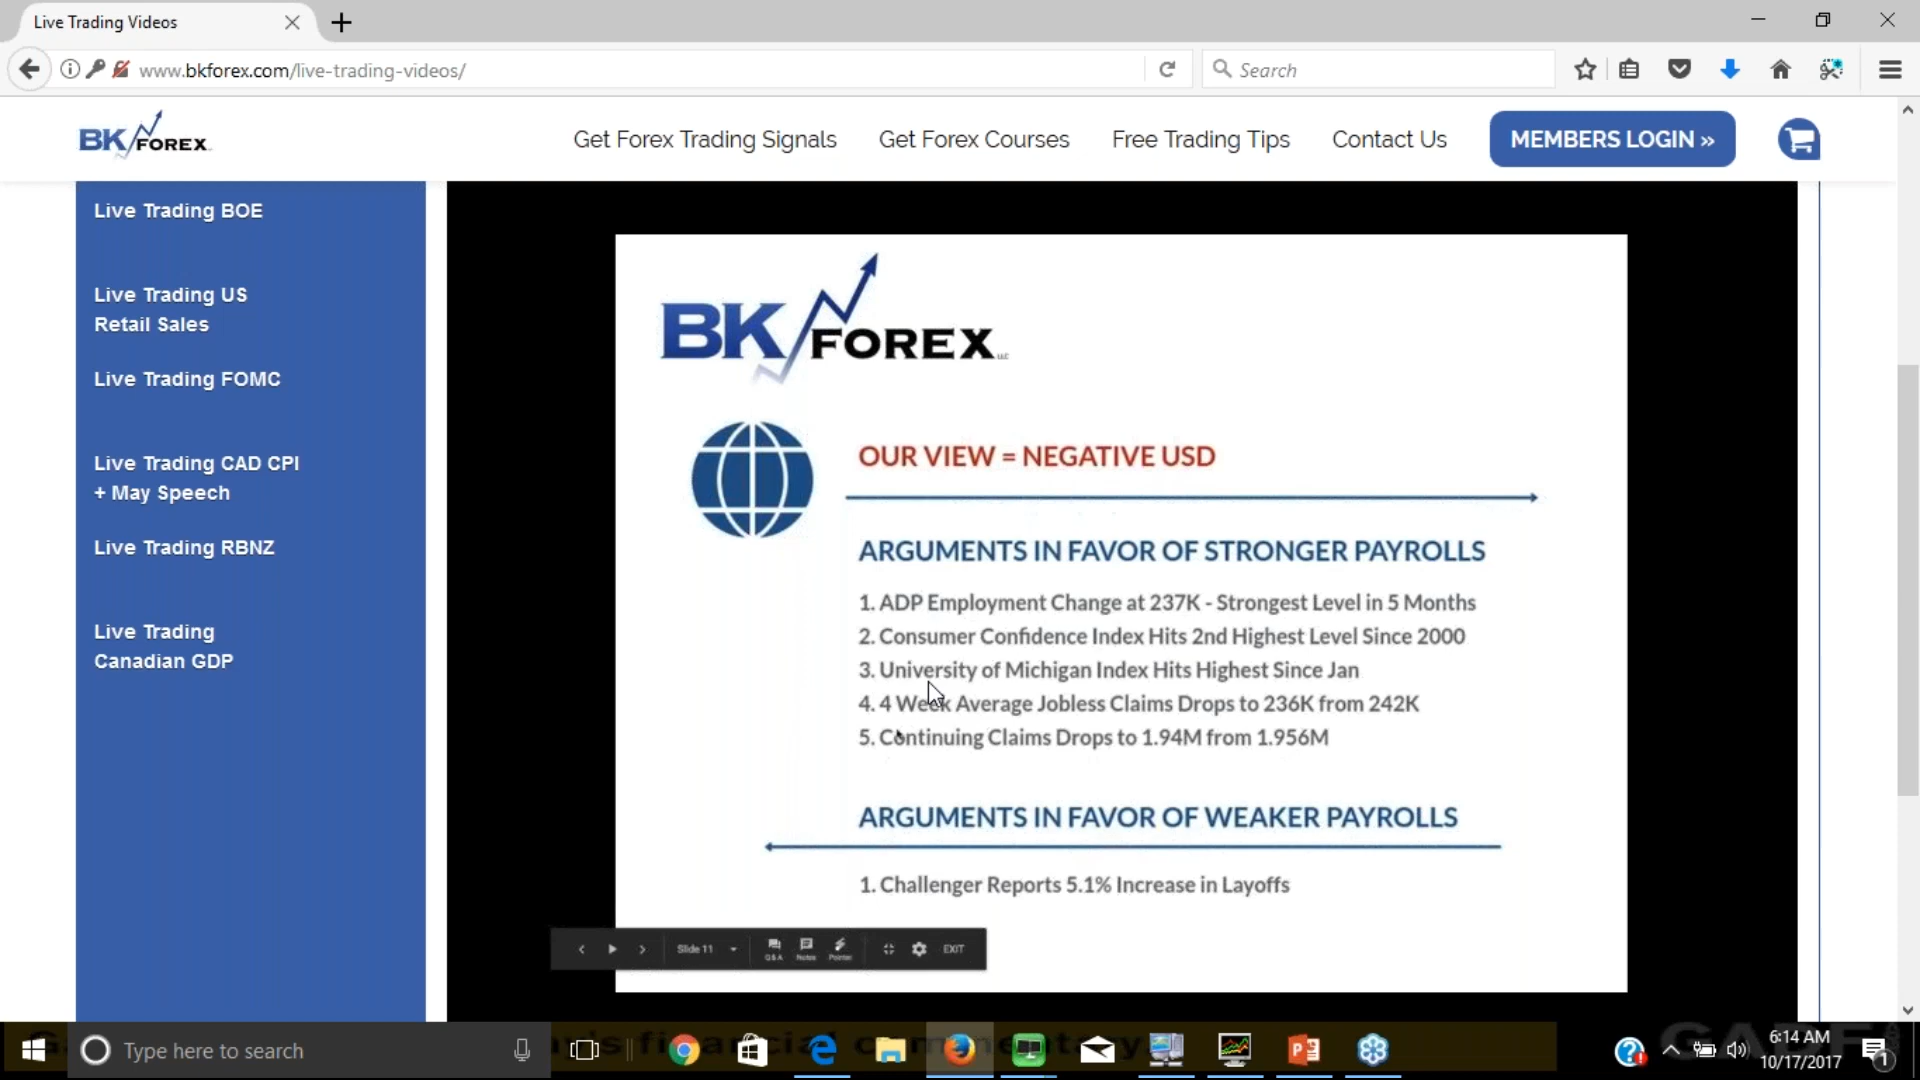 Live Trading Videos
www.bkforex.com/live-trading-videos/
Search
BK FOREX
Get Forex Trading Signals
Get Forex Courses
Free Trading Tips
Contact Us
MEMBERS LOGIN »
Live Trading BOE
Live Trading US
Retail Sales
Live Trading FOMC
Live Trading CAD CPI
+ May Speech
Live Trading RBNZ
Live Trading
Canadian GDP
BK FOREX LLC
OUR VIEW = NEGATIVE USD
ARGUMENTS IN FAVOR OF STRONGER PAYROLLS
1. ADP Employment Change at 237K - Strongest Level in 5 Months
2. Consumer Confidence Index Hits 2nd Highest Level Since 2000
3. University of Michigan Index Hits Highest Since Jan
4. 4 Week Average Jobless Claims Drops to 236K from 242K
5. Continuing Claims Drops to 1.94M from 1.956M
ARGUMENTS IN FAVOR OF WEAKER PAYROLLS
1. Challenger Reports 5.1% Increase in Layoffs
Slide 11
Q&A
Notes
Pointer
EXIT
Type here to search
6:14 AM
10/17/2017
1